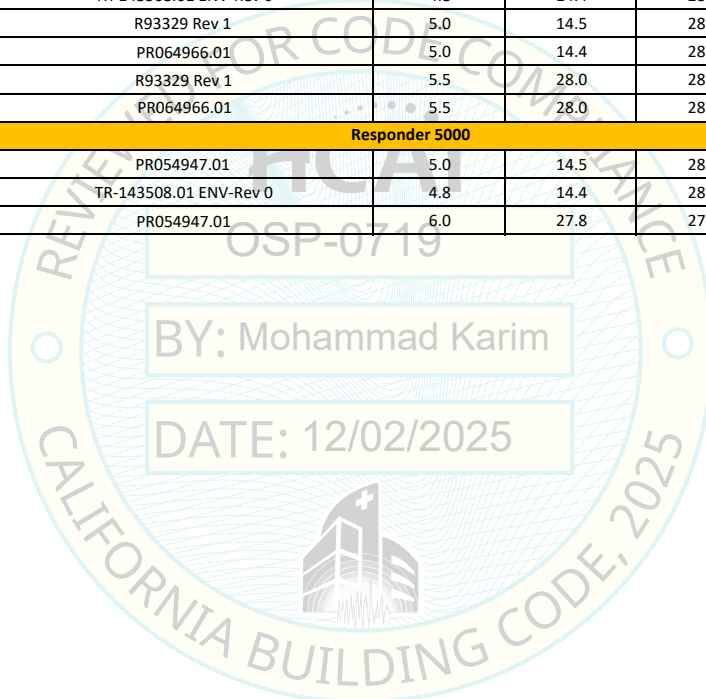 R93329 Rev 1 5.0 14.5 28
PR064966.01 5.0 14.4 28
R93329 Rev 1 5.5 28.0 28
PR064966.01 5.5 28.0 28
Responder 5000
PR054947.01 5.0 14.5 28
TR-143508.01 ENV-Rev 0 4.8 14.4 28
PR054947.01 6.0 27.8 27
REVIEWED FOR CODE COMPLIANCE
HCAI
OSP-0719
BY: Mohammad Karim
DATE: 12/02/2025
CALIFORNIA BUILDING CODE, 2025